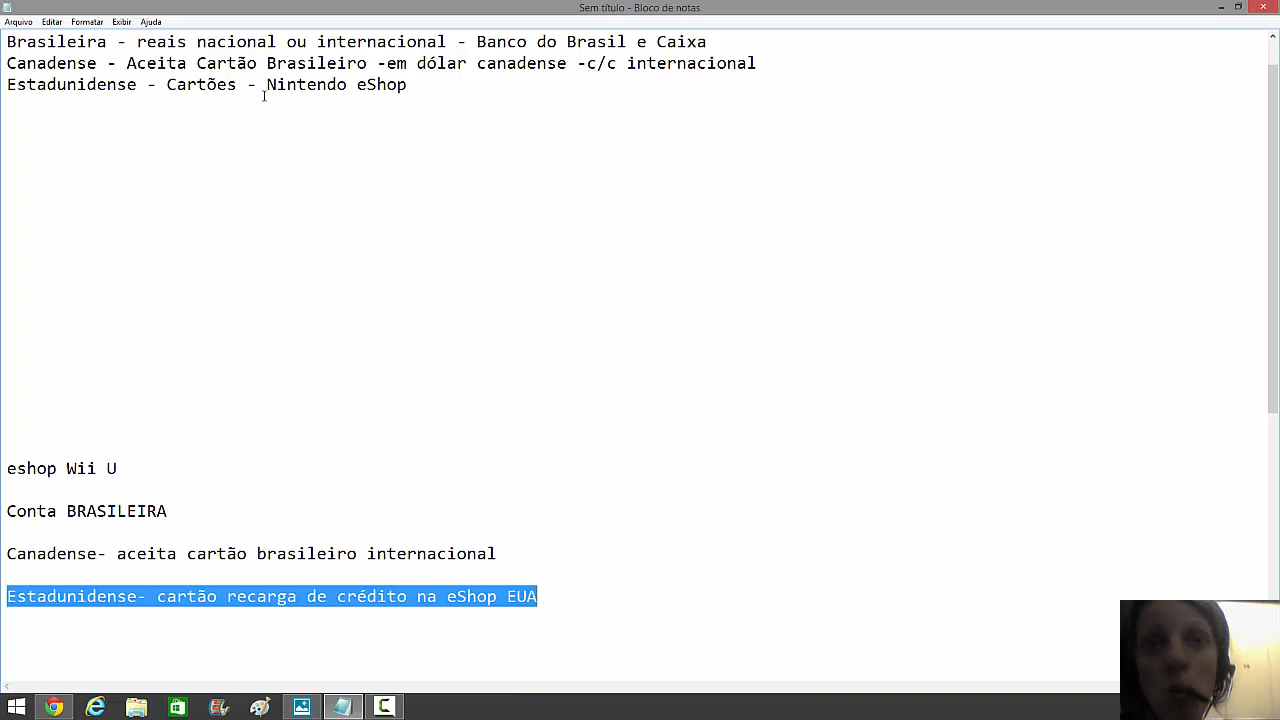 Sem título - Bloco de notas
Arquivo Editar Formatar Exibir Ajuda
Brasileira - reais nacional ou internacional - Banco do Brasil e Caixa
Canadense - Aceita Cartão Brasileiro -em dólar canadense -c/c internacional
Estadunidense - Cartões - Nintendo eShop
eshop Wii U
Conta BRASILEIRA
Canadense- aceita cartão brasileiro internacional
Estadunidense- cartão recarga de crédito na eShop EUA